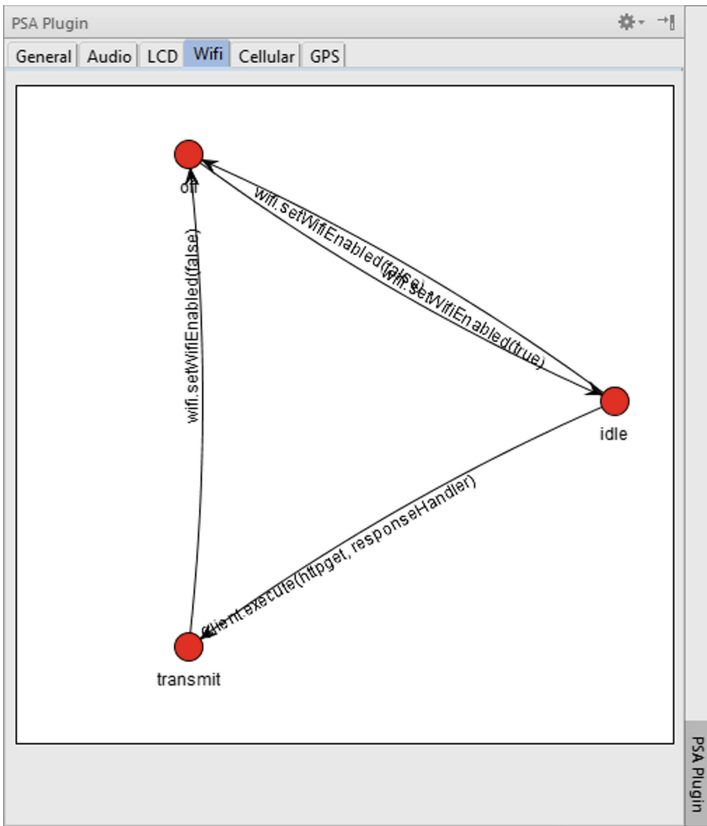 PSA Plugin
General Audio LCD Wifi Cellular GPS
off
wifi.setWifiEnabled(false)
wifi.setWifiEnabled(true)
wifi.setWifiEnabled(false)
idle
client.execute(httpget, responseHandler)
transmit
PSA Plugin